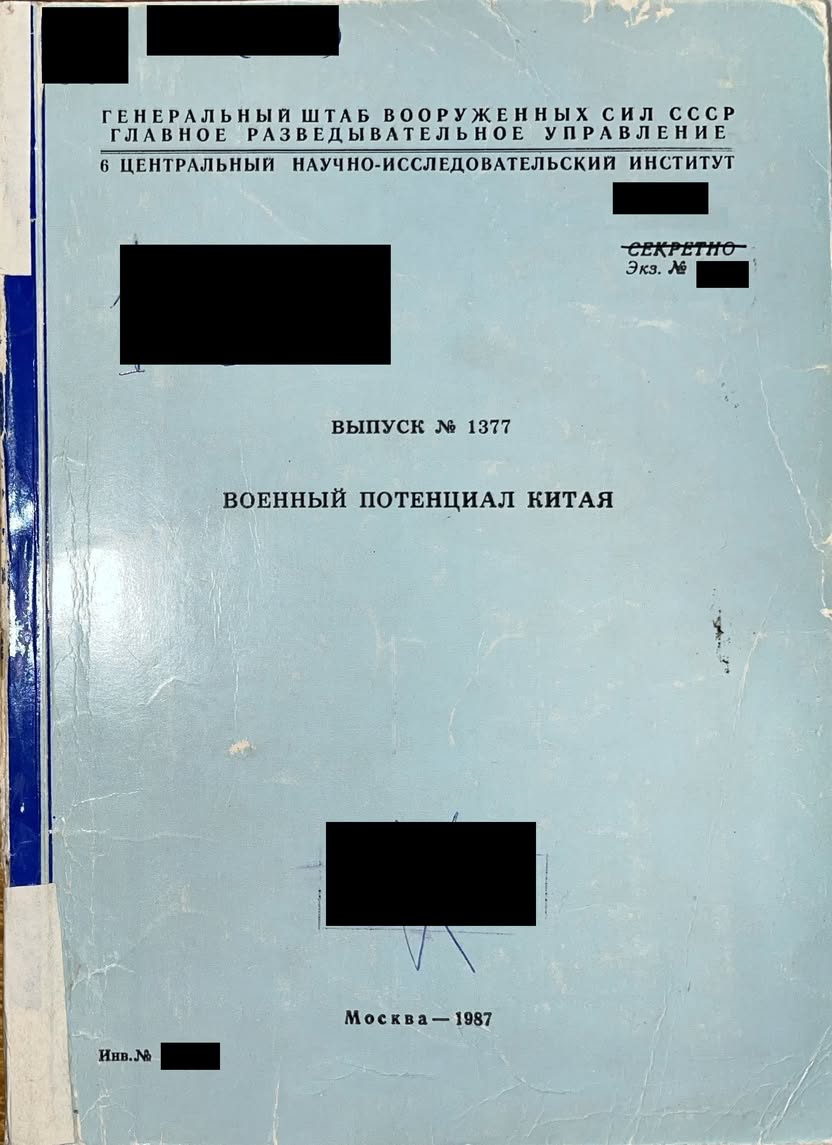 ГЕНЕРАЛЬНЫЙ ШТАБ ВООРУЖЕННЫХ СИЛ СССР
ГЛАВНОЕ РАЗВЕДЫВАТЕЛЬНОЕ УПРАВЛЕНИЕ
6 ЦЕНТРАЛЬНЫЙ НАУЧНО-ИССЛЕДОВАТЕЛЬСКИЙ ИНСТИТУТ
СЕКРЕТНО
Экз. №
ВЫПУСК № 1377
ВОЕННЫЙ ПОТЕНЦИАЛ КИТАЯ
Москва — 1987
Инв. №